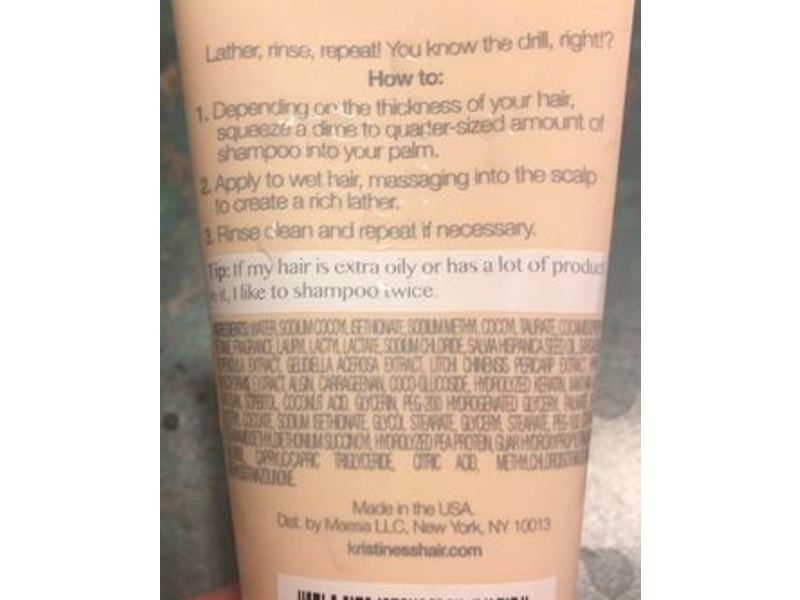 Lather, rinse, repeat! You know the drill, right!?
How to:
1. Depending on the thickness of your hair,
squeeze a dime to quarter-sized amount of
shampoo into your palm.
2. Apply to wet hair, massaging into the scalp
to create a rich lather.
3. Rinse clean and repeat if necessary.
Tip: If my hair is extra oily or has a lot of produc
it, I like to shampoo twice.
INGREDIENTS: WATER, SODIUM COCOYL ISETHIONATE, SODIUM METHYL COCOYL TAURATE,
FRAGRANCE, LAURYL LACTYL LACTATE, SODIUM CHLORIDE, SALVIA HISPANICA SEED OIL,
EXTRACT, GELIDIELLA ACEROSA EXTRACT, LITCHI CHINENSIS PERICARP EXTRACT,
EXTRACT, ALGIN, CARRAGEENAN, COCO-GLUCOSIDE, HYDROLYZED KERATIN,
SORBITOL, COCONUT ACID, GLYCERIN, PEG-200 HYDROGENATED GLYCERYL
SODIUM ISETHIONATE, GLYCOL STEARATE, GLYCERYL STEARATE,
HYDROLYZED PEA PROTEIN,
CAPRYLIC/CAPRIC TRIGLYCERIDE, CITRIC ACID,
Made in the USA
Dist. by Maesa LLC, New York, NY 10013
kristinesshair.com